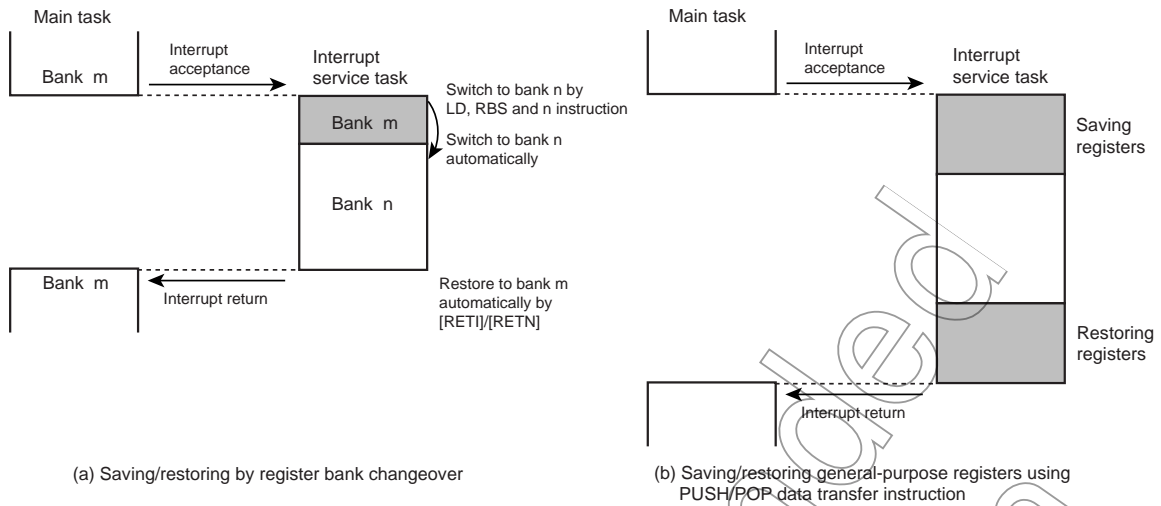 Main task
Bank m
Interrupt
acceptance
Interrupt
service task
Bank m
Switch to bank n by
LD, RBS and n instruction
Switch to bank n
automatically
Bank n
Bank m
Interrupt return
Restore to bank m
automatically by
[RETI]/[RETN]
(a) Saving/restoring by register bank changeover
Main task
Interrupt
acceptance
Interrupt
service task
Saving
registers
Restoring
registers
Interrupt return
(b) Saving/restoring general-purpose registers using
PUSH/POP data transfer instruction